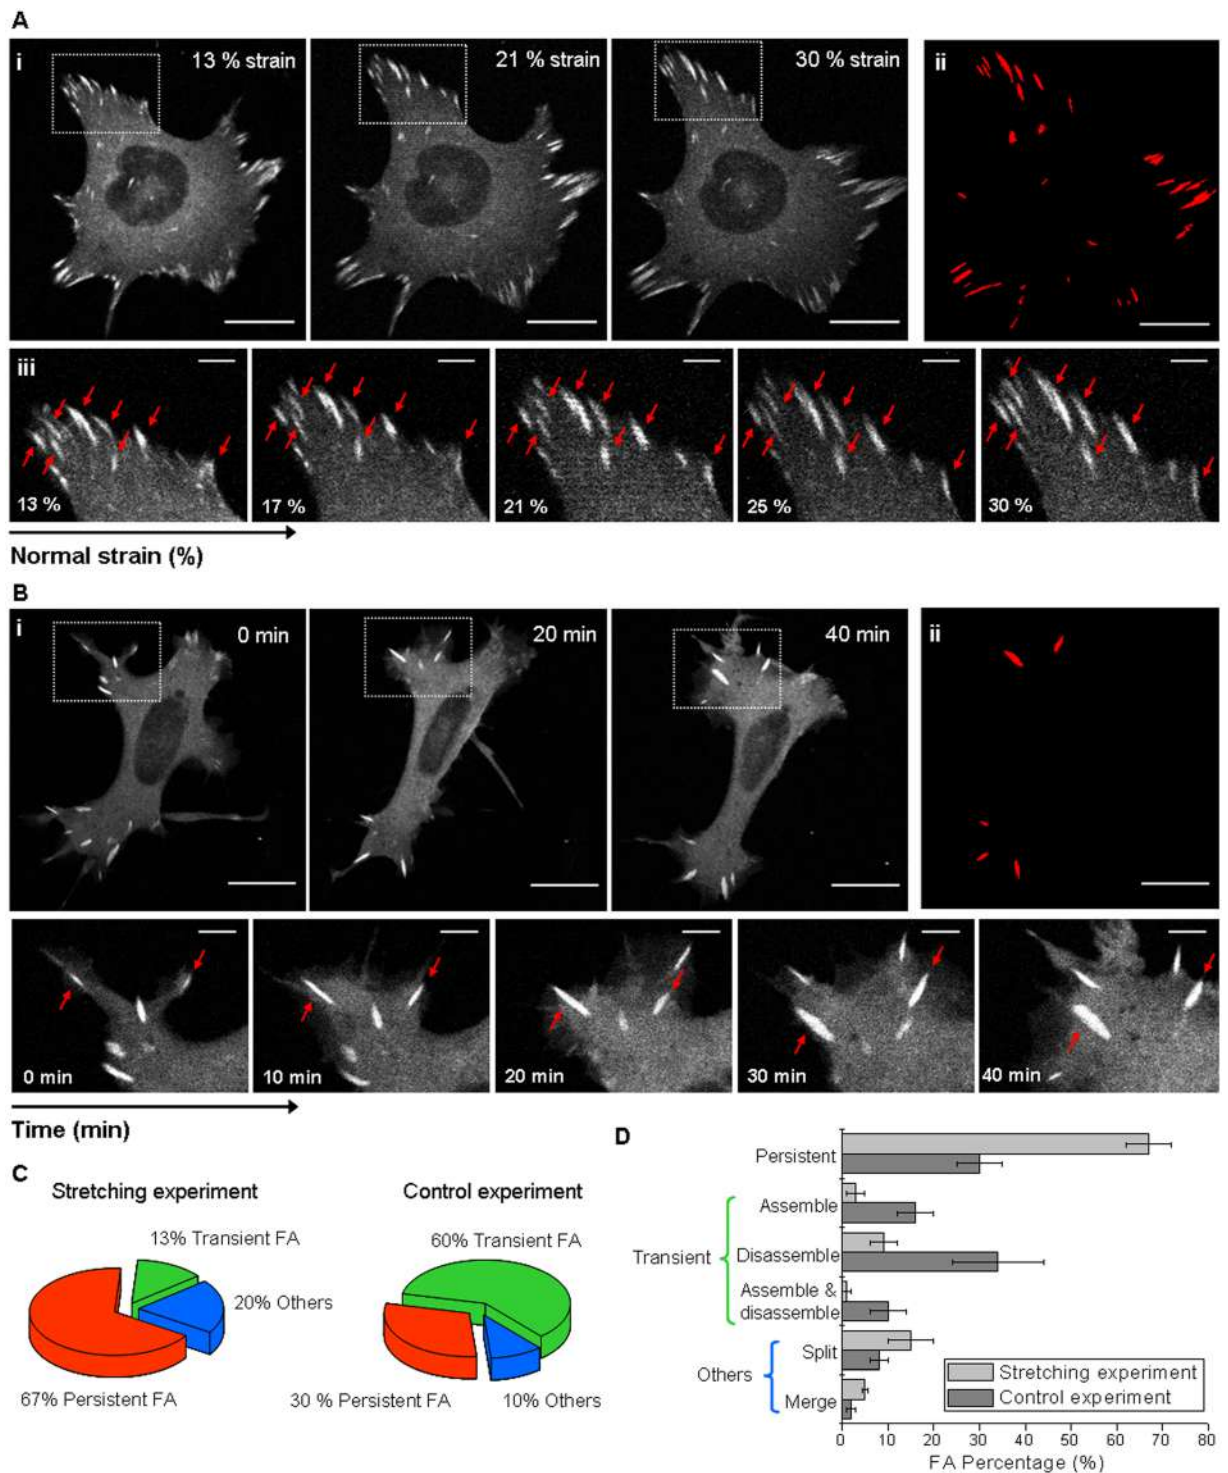 A
i
13 % strain
21 % strain
30 % strain
ii
iii
13 %
17 %
21 %
25 %
30 %
Normal strain (%)
B
i
0 min
20 min
40 min
ii
0 min
10 min
20 min
30 min
40 min
Time (min)
C
Stretching experiment
13% Transient FA
20% Others
67% Persistent FA
Control experiment
60% Transient FA
30 % Persistent FA
10% Others
D
Persistent
Transient
Assemble
Disassemble
Assemble &
disassemble
Others
Split
Merge
Stretching experiment
Control experiment
0 10 20 30 40 50 60 70 80
FA Percentage (%)